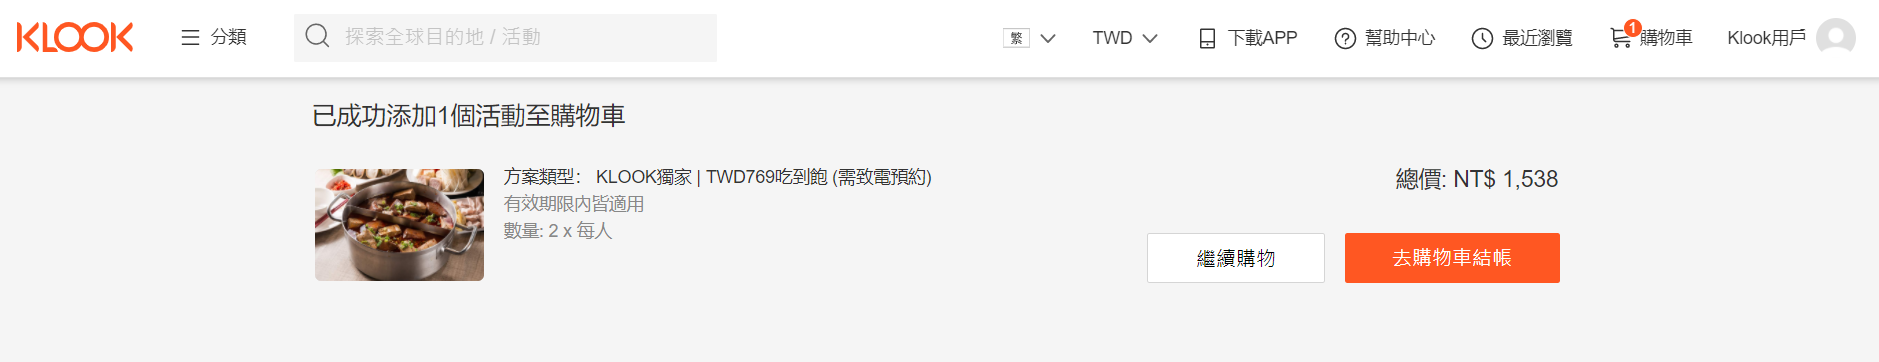 KLOOK
分類
探索全球目的地 / 活動
繁
TWD
下載APP
幫助中心
最近瀏覽
1
購物車
Klook用戶
已成功添加1個活動至購物車
方案類型： KLOOK獨家 | TWD769吃到飽 (需致電預約)
有效期限內皆適用
數量: 2 x 每人
總價: NT$ 1,538
繼續購物
去購物車結帳